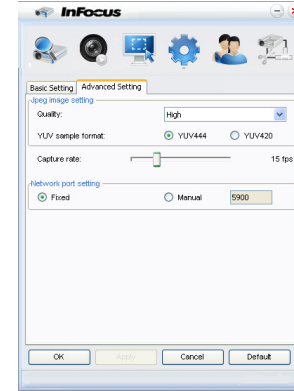 InFocus
Basic Setting Advanced Setting
Jpeg image setting
Quality: High
YUV sample format: YUV444 YUV420
Capture rate: 15 fps
Network port setting
Fixed Manual 5900
OK Apply Cancel Default